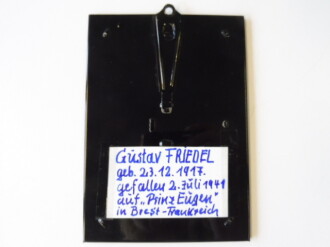 Gustav FRIEDEL
geb. 23.12.1917.
gefallen 2. Juli 1941
auf „Prinz Eugen"
in Brest-Frankreich